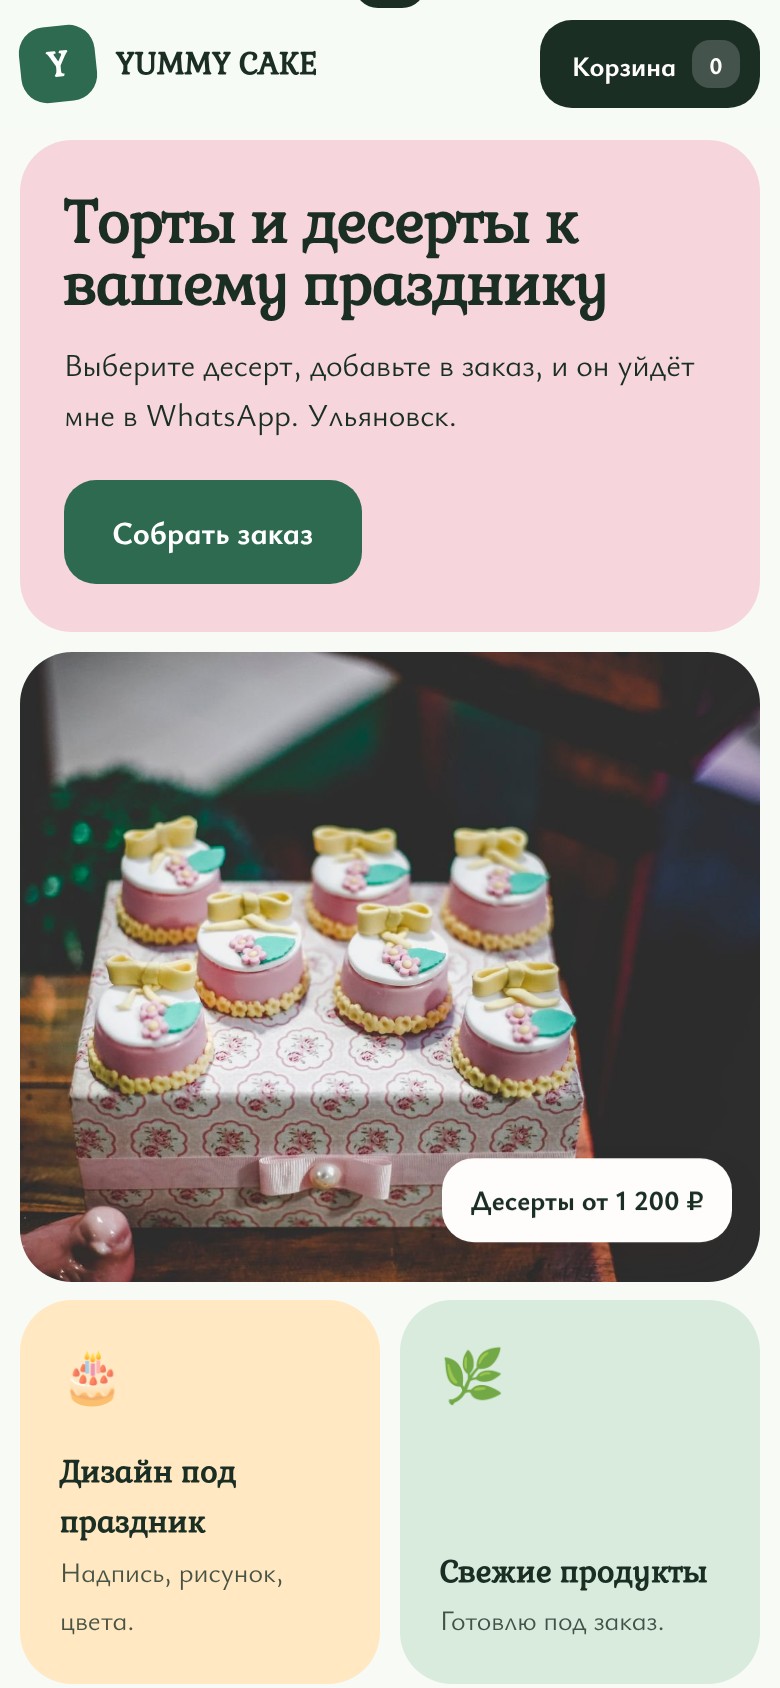 Y
YUMMY CAKE
Корзина 0
Торты и десерты к
вашему празднику
Выберите десерт, добавьте в заказ, и он уйдёт
мне в WhatsApp. Ульяновск.
Собрать заказ
Десерты от 1 200 ₽
Дизайн под
праздник
Надпись, рисунок,
цвета.
Свежие продукты
Готовлю под заказ.